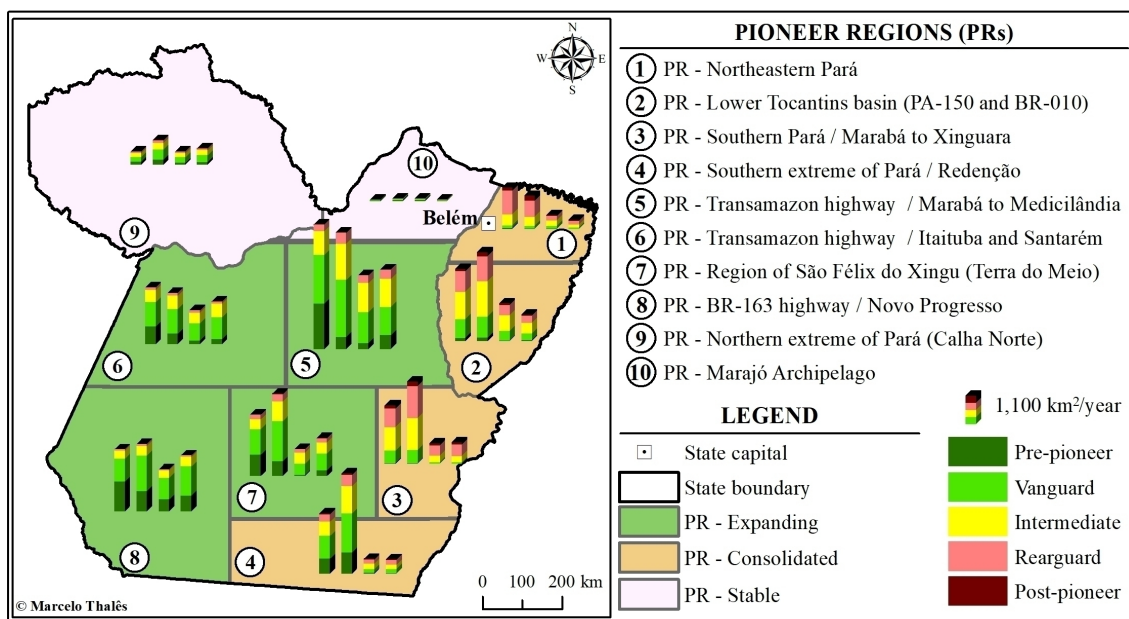 N
W
E
S
10
Belém
1
9
6
5
2
7
3
8
4
0 100 200 km
© Marcelo Thalês
PIONEER REGIONS (PRs)
1 PR - Northeastern Pará
2 PR - Lower Tocantins basin (PA-150 and BR-010)
3 PR - Southern Pará / Marabá to Xinguara
4 PR - Southern extreme of Pará / Redenção
5 PR - Transamazon highway / Marabá to Medicilândia
6 PR - Transamazon highway / Itaituba and Santarém
7 PR - Region of São Félix do Xingu (Terra do Meio)
8 PR - BR-163 highway / Novo Progresso
9 PR - Northern extreme of Pará (Calha Norte)
10 PR - Marajó Archipelago
LEGEND
State capital
State boundary
PR - Expanding
PR - Consolidated
PR - Stable
1,100 km²/year
Pre-pioneer
Vanguard
Intermediate
Rearguard
Post-pioneer